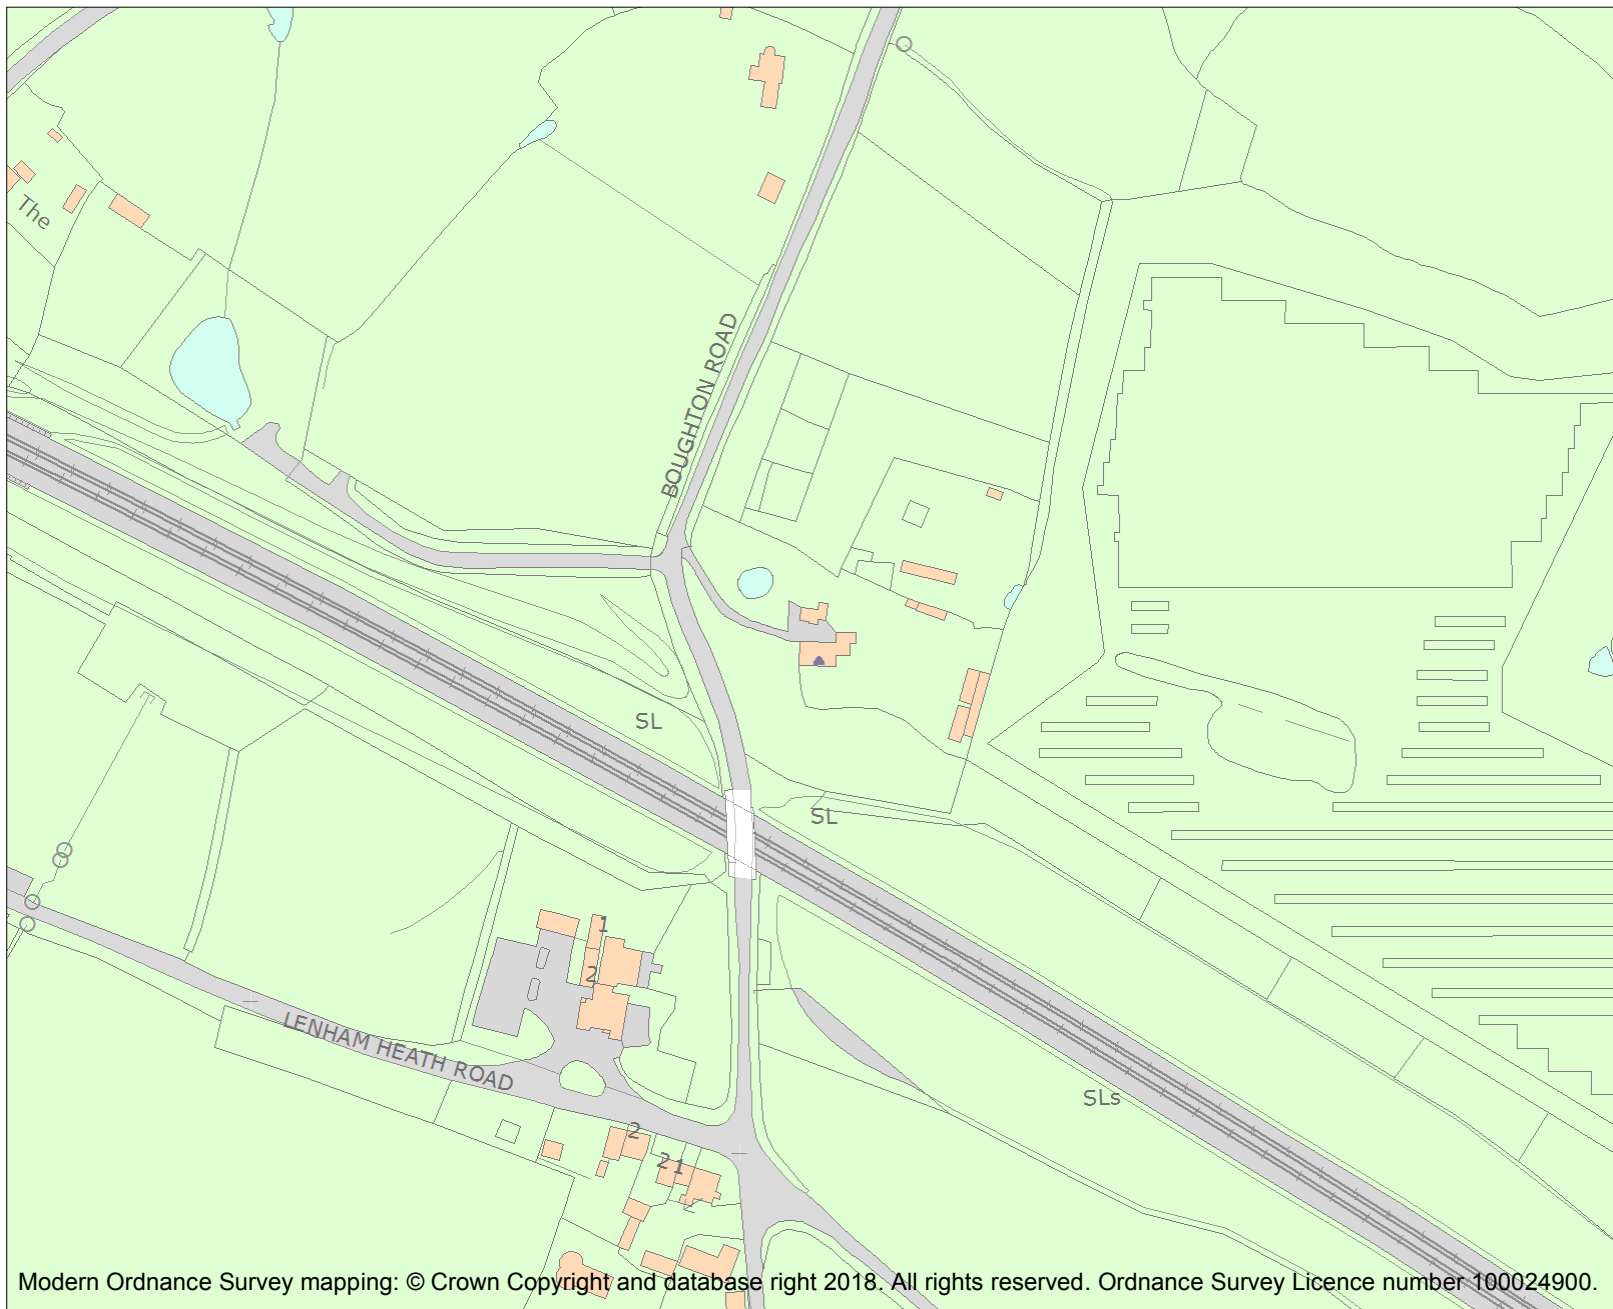 The
BOUGHTON ROAD
SL
SL
1
2
LENHAM HEATH ROAD
SLs
2
2
1
Modern Ordnance Survey mapping: © Crown Copyright and database right 2018. All rights reserved. Ordnance Survey Licence number 100024900.